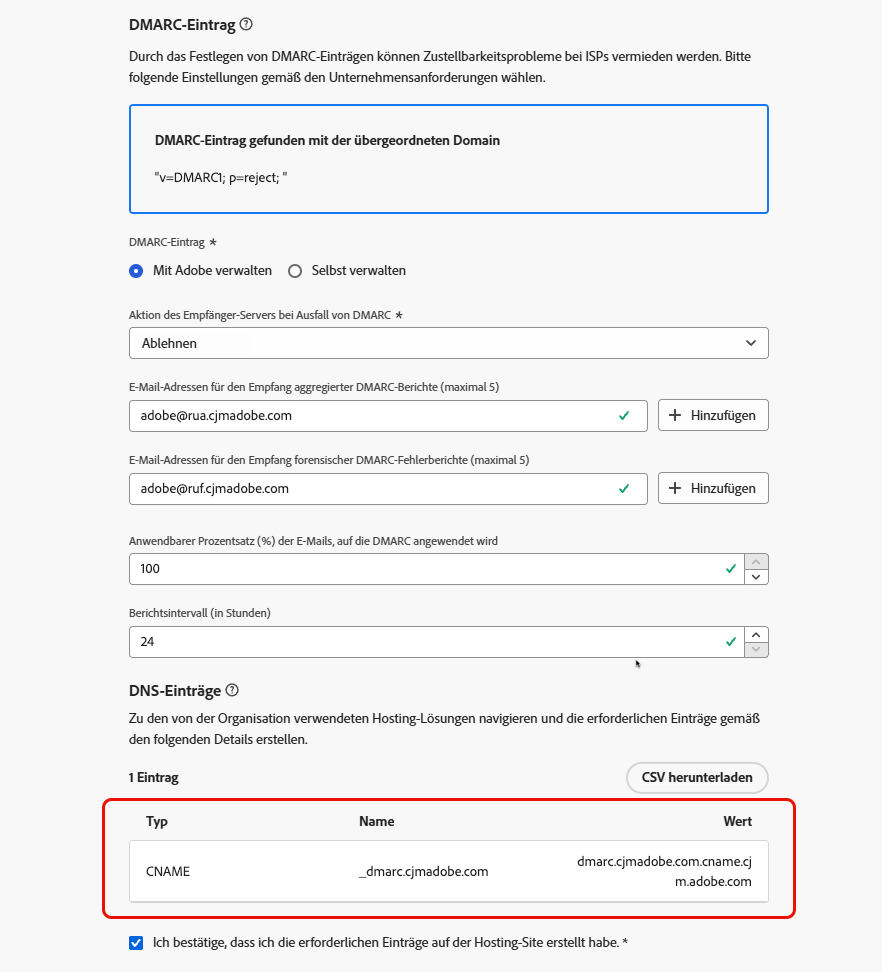 DMARC-Eintrag
Durch das Festlegen von DMARC-Einträgen können Zustellbarkeitsprobleme bei ISPs vermieden werden. Bitte
folgende Einstellungen gemäß den Unternehmensanforderungen wählen.
DMARC-Eintrag gefunden mit der übergeordneten Domain
"v=DMARC1; p=reject; "
DMARC-Eintrag *
Mit Adobe verwalten Selbst verwalten
Aktion des Empfänger-Servers bei Ausfall von DMARC *
Ablehnen
E-Mail-Adressen für den Empfang aggregierter DMARC-Berichte (maximal 5)
adobe@rua.cjmadobe.com Hinzufügen
E-Mail-Adressen für den Empfang forensischer DMARC-Fehlerberichte (maximal 5)
adobe@ruf.cjmadobe.com Hinzufügen
Anwendbarer Prozentsatz (%) der E-Mails, auf die DMARC angewendet wird
100
Berichtsintervall (in Stunden)
24
DNS-Einträge
Zu den von der Organisation verwendeten Hosting-Lösungen navigieren und die erforderlichen Einträge gemäß
den folgenden Details erstellen.
1 Eintrag CSV herunterladen
Typ Name Wert
CNAME _dmarc.cjmadobe.com dmarc.cjmadobe.com.cname.cj
m.adobe.com
Ich bestätige, dass ich die erforderlichen Einträge auf der Hosting-Site erstellt habe. *